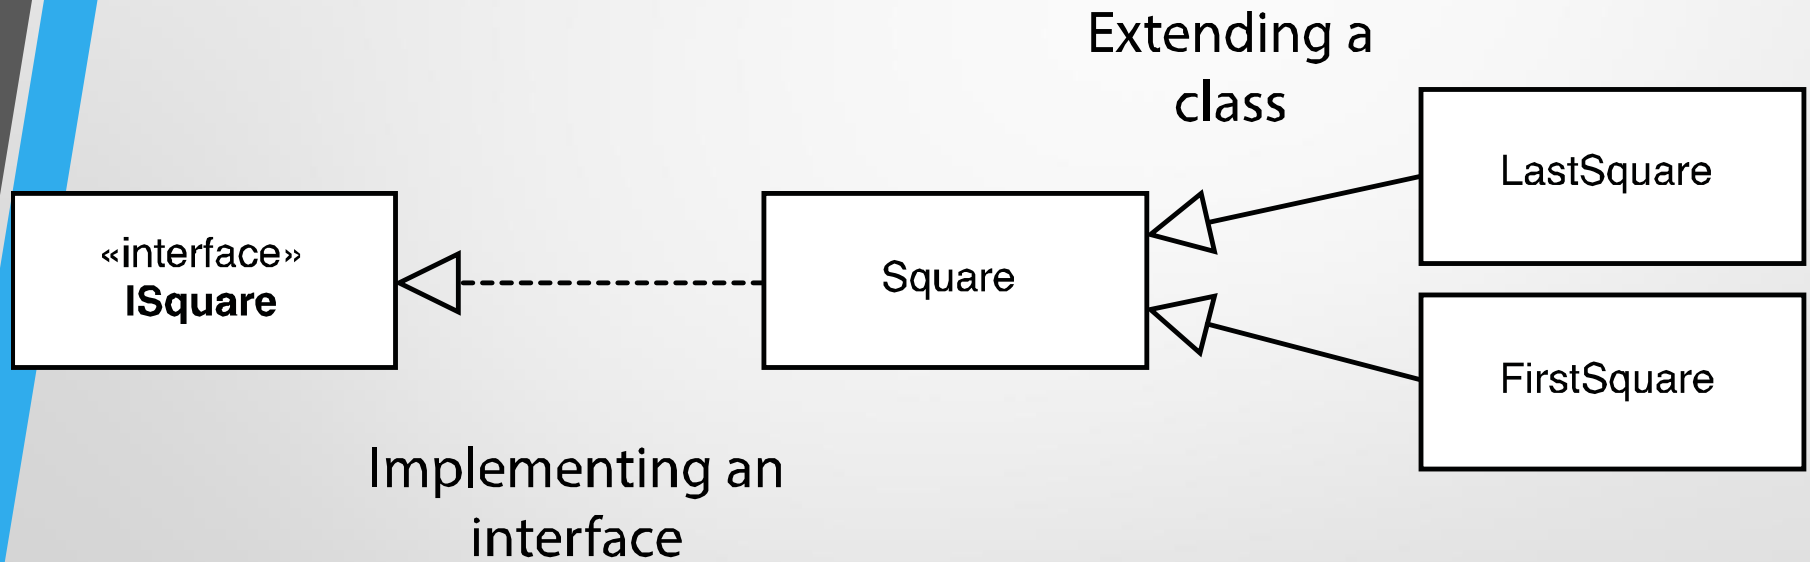 Extending a
class
LastSquare
«interface»
ISquare
Square
FirstSquare
Implementing an
interface